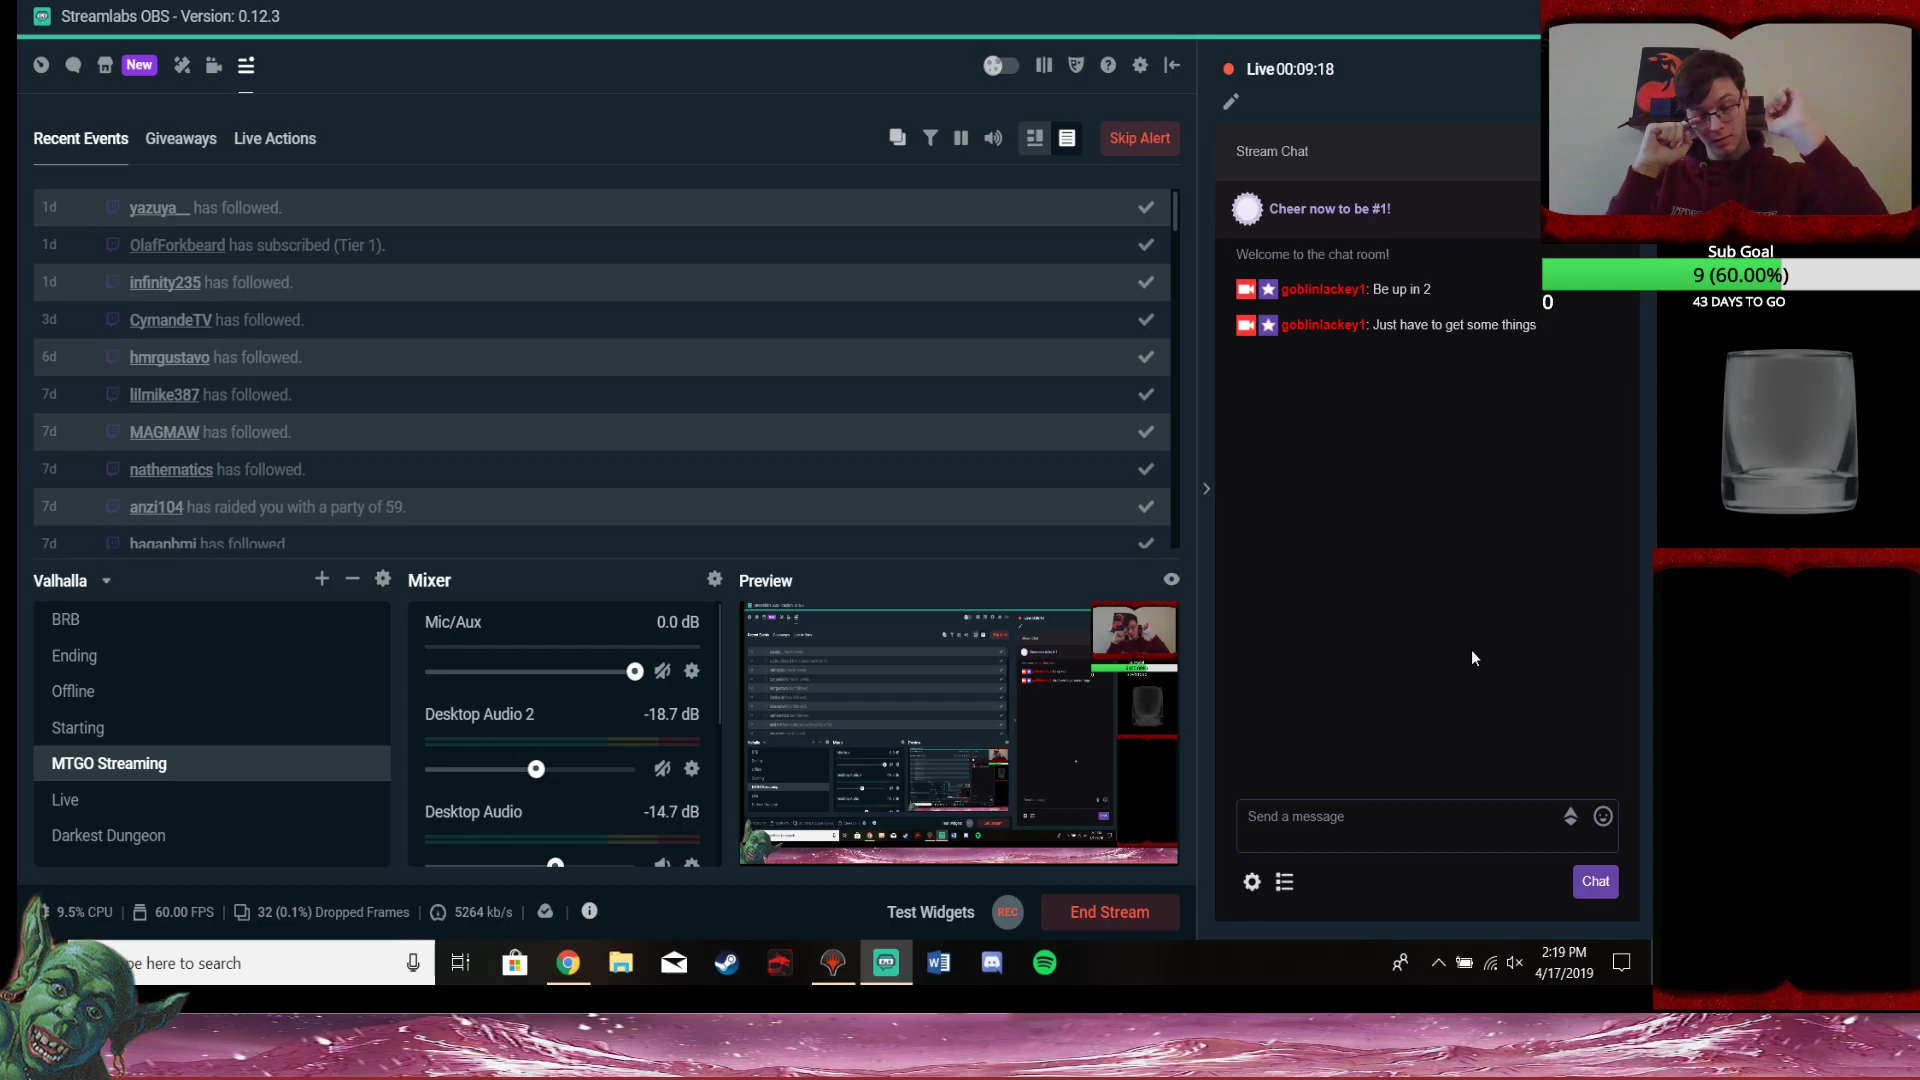 Streamlabs OBS - Version: 0.12.3
New
Live 00:09:18
Recent Events
Giveaways
Live Actions
Skip Alert
Stream Chat
1d yazuya__ has followed.
1d OlafForkbeard has subscribed (Tier 1).
1d infinity235 has followed.
3d CymandeTV has followed.
6d hmrgustavo has followed.
7d lilmike387 has followed.
7d MAGMAW has followed.
7d nathematics has followed.
7d anzi104 has raided you with a party of 59.
7d haganbmj has followed
Cheer now to be #1!
Welcome to the chat room!
goblinlackey1: Be up in 2
goblinlackey1: Just have to get some things
Sub Goal
9 (60.00%)
0
43 DAYS TO GO
Valhalla
BRB
Ending
Offline
Starting
MTGO Streaming
Live
Darkest Dungeon
Mixer
Mic/Aux 0.0 dB
Desktop Audio 2 -18.7 dB
Desktop Audio -14.7 dB
Preview
Send a message
Chat
9.5% CPU
60.00 FPS
32 (0.1%) Dropped Frames
5264 kb/s
Test Widgets
REC
End Stream
pe here to search
2:19 PM
4/17/2019